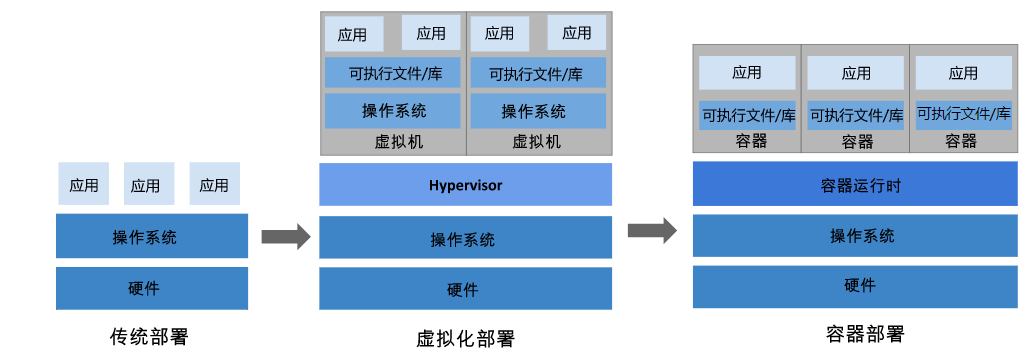 应用 应用 应用
操作系统
硬件
传统部署
应用 应用 应用 应用
可执行文件/库 可执行文件/库
操作系统 操作系统
虚拟机 虚拟机
Hypervisor
操作系统
硬件
虚拟化部署
应用 应用 应用
可执行文件/库 可执行文件/库 可执行文件/库
容器 容器 容器
容器运行时
操作系统
硬件
容器部署